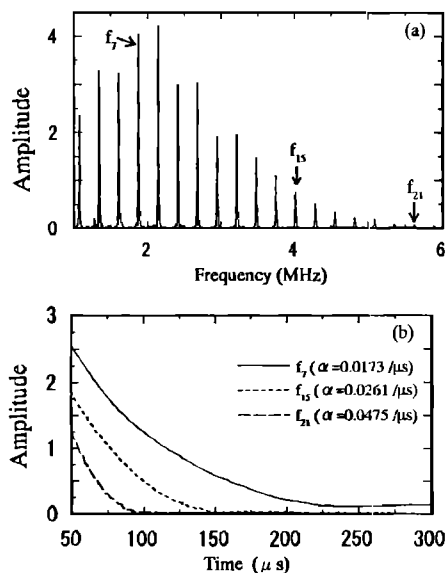 (a)
f₇
f₁₅
f₂₁
4
2
0
Amplitude
2
4
6
Frequency (MHz)
(b)
3
2
1
0
Amplitude
f₇ ( α=0.0173 /μs)
f₁₅ ( α=0.0261 /μs)
f₂₁ ( α=0.0475 /μs)
50
100
150
200
250
300
Time ( μ s)